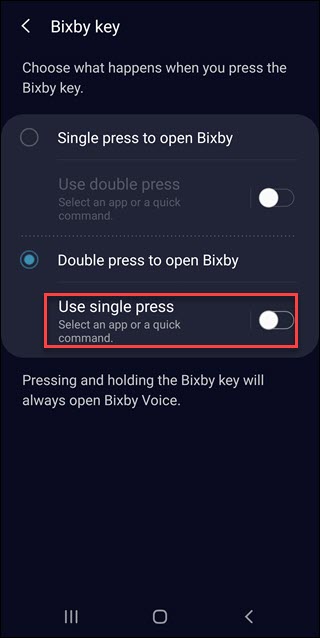 Bixby key
Choose what happens when you press the
Bixby key.
Single press to open Bixby
Use double press
Select an app or a quick
command.
Double press to open Bixby
Use single press
Select an app or a quick
command.
Pressing and holding the Bixby key will
always open Bixby Voice.